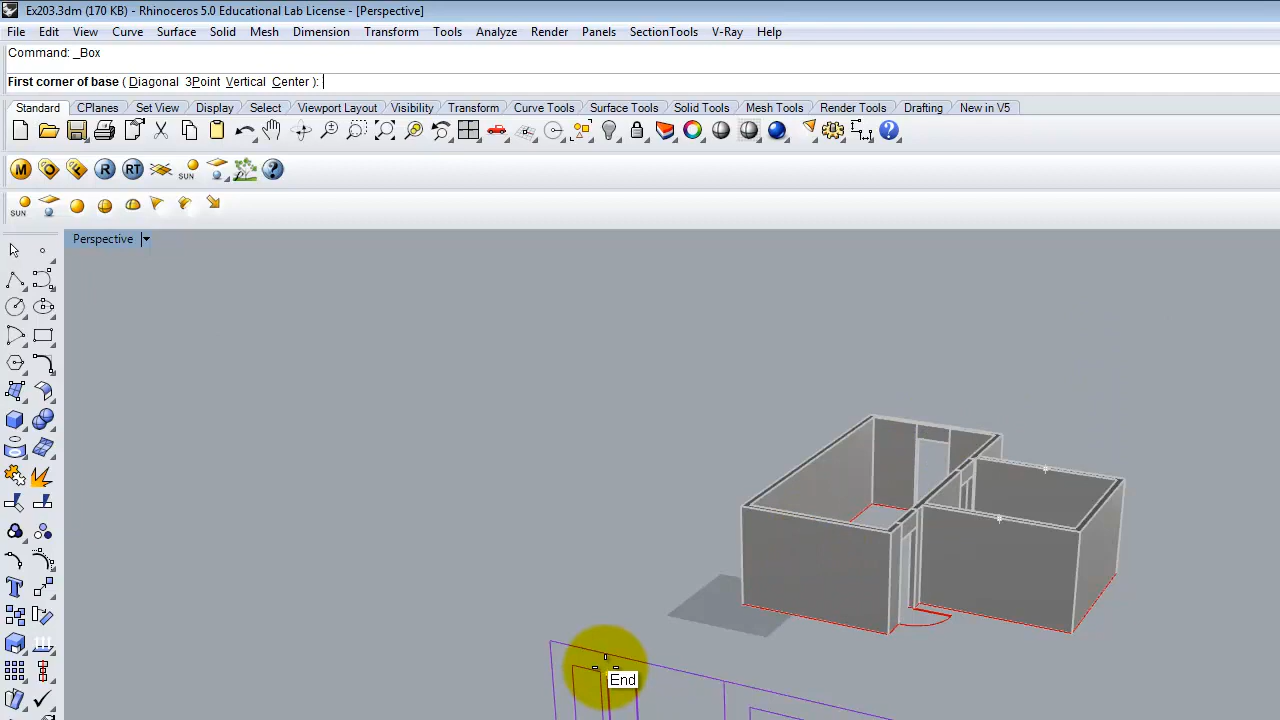 Ex203.3dm (170 KB) - Rhinoceros 5.0 Educational Lab License - [Perspective]
File Edit View Curve Surface Solid Mesh Dimension Transform Tools Analyze Render Panels SectionTools V-Ray Help
Command: _Box
First corner of base ( Diagonal 3Point Vertical Center ):
Standard CPlanes Set View Display Select Viewport Layout Visibility Transform Curve Tools Surface Tools Solid Tools Mesh Tools Render Tools Drafting New in V5
M O F R RT SUN ?
SUN
Perspective
End